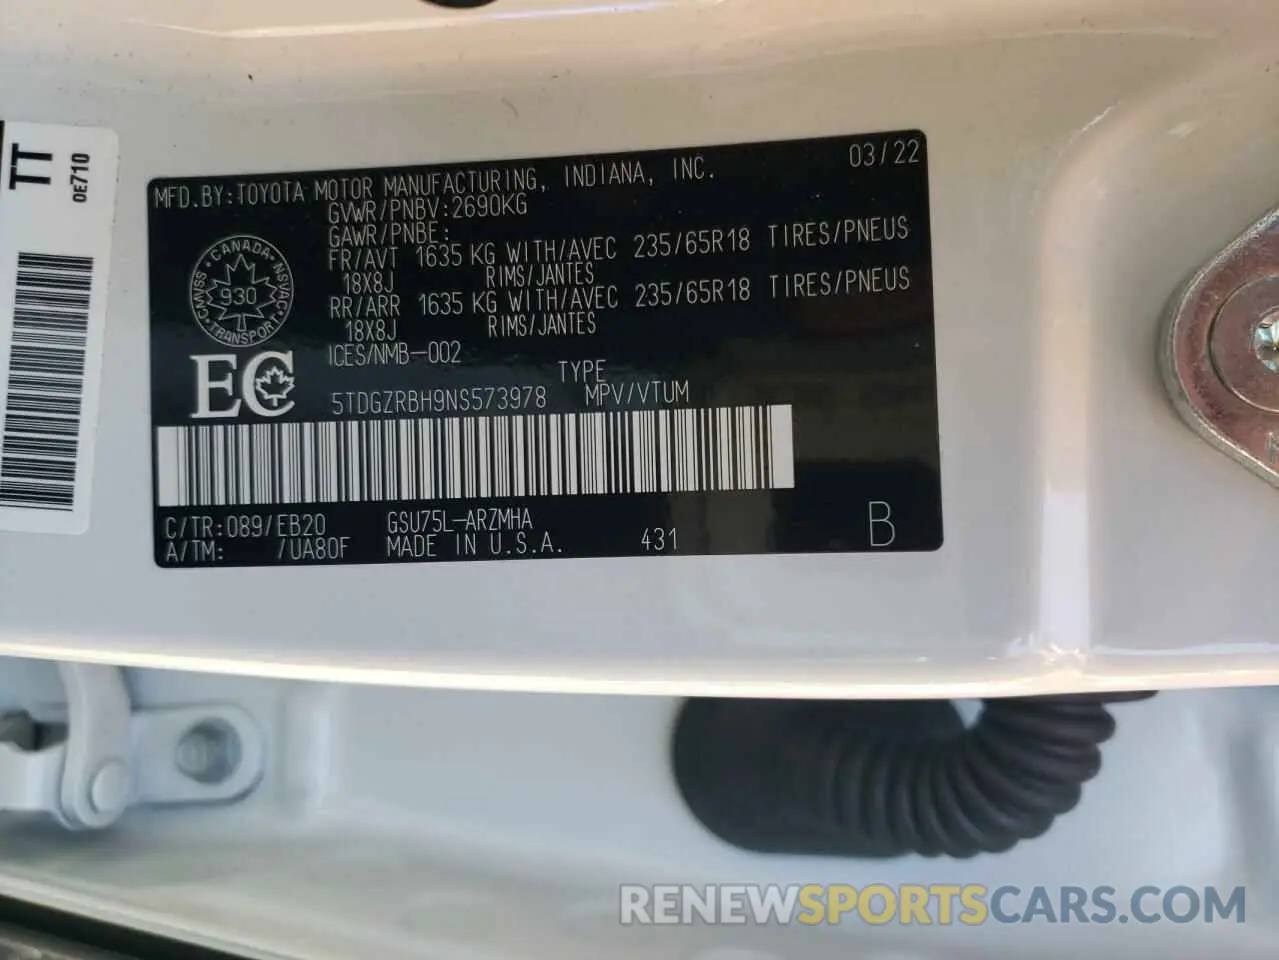 TT
0E710
MFD.BY:TOYOTA MOTOR MANUFACTURING, INDIANA, INC. 03/22
GVWR/PNBV:2690KG
GAWR/PNBE:
FR/AVT 1635 KG WITH/AVEC 235/65R18 TIRES/PNEUS
18X8J RIMS/JANTES
RR/ARR 1635 KG WITH/AVEC 235/65R18 TIRES/PNEUS
18X8J RIMS/JANTES
ICES/NMB-002
CANADA
CMVSS 930 NSVAC
TRANSPORT
EC
TYPE
5TDGZRBH9NS573978 MPV/VTUM
C/TR:089/EB20 GSU75L-ARZMHA
A/TM: /UA80F MADE IN U.S.A. 431 B
RENEWSPORTSCARS.COM